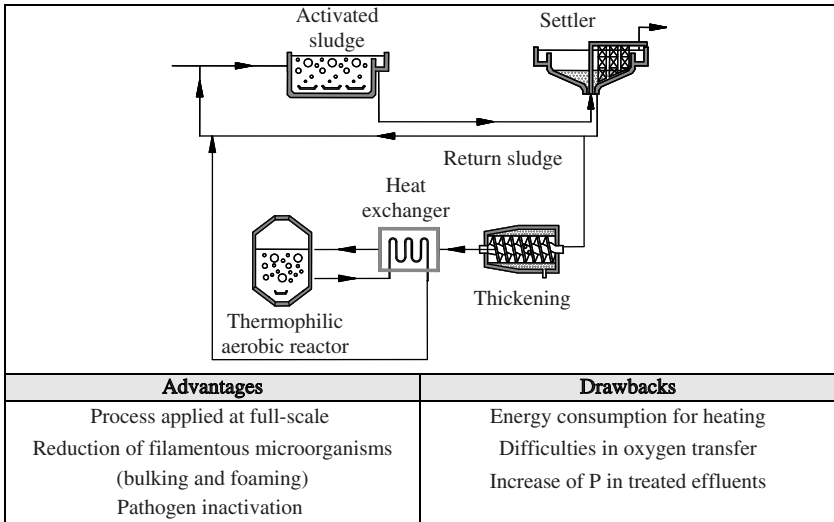 Activated
sludge
Settler
Return sludge
Heat
exchanger
Thickening
Thermophilic
aerobic reactor
Advantages
Drawbacks
Process applied at full-scale
Reduction of filamentous microorganisms
(bulking and foaming)
Pathogen inactivation
Energy consumption for heating
Difficulties in oxygen transfer
Increase of P in treated effluents